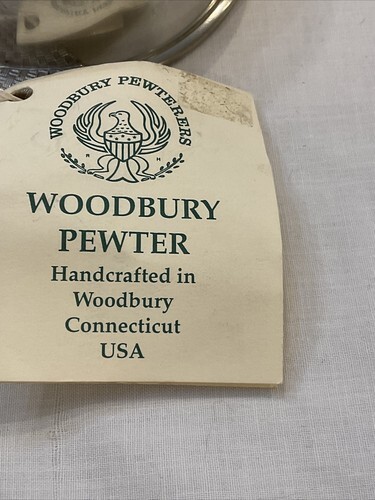 WOODBURY PEWTERERS
R H
WOODBURY
PEWTER
Handcrafted in
Woodbury
Connecticut
USA